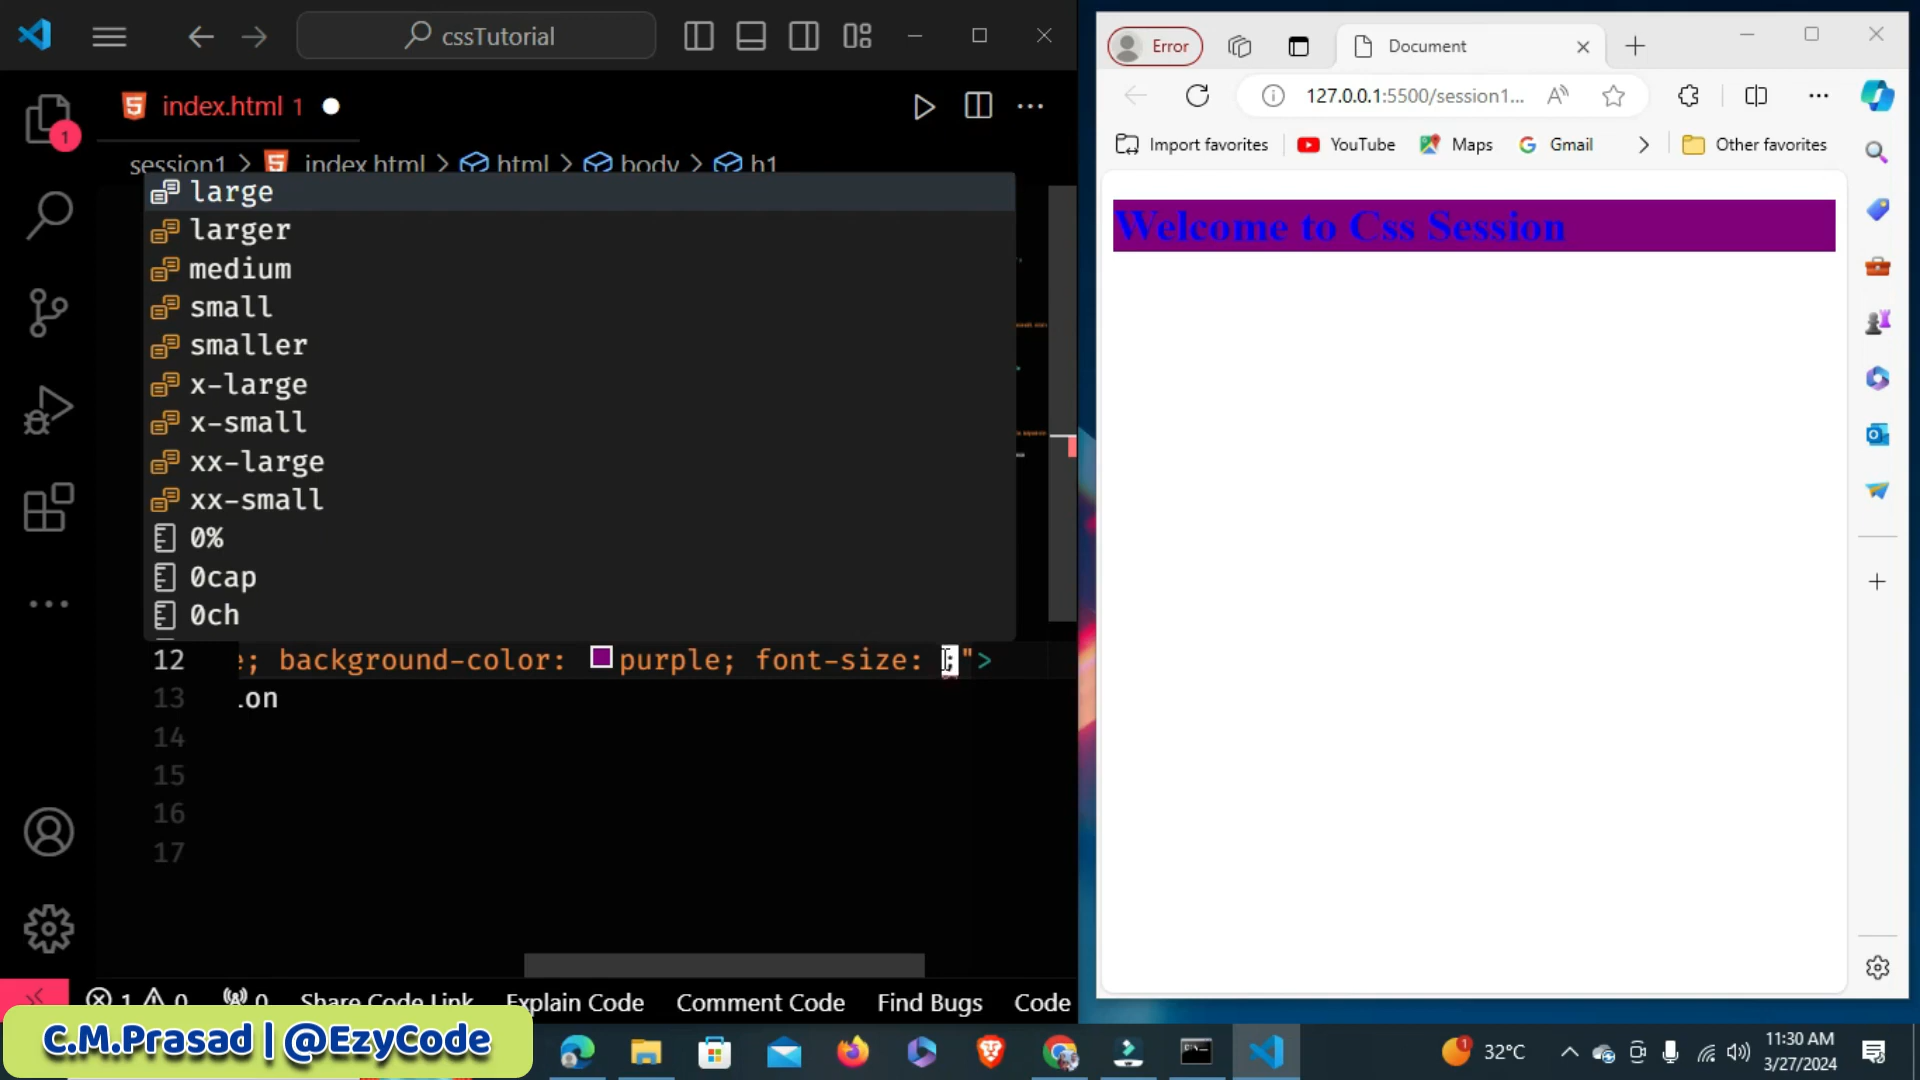 cssTutorial
index.html 1
session1 > index.html > html > body > h1
large
larger
medium
small
smaller
x-large
x-small
xx-large
xx-small
0%
0cap
0ch
12 e; background-color: purple; font-size: ;">
13 ion
14
15
16
17
1
1 0 0 Share Code Link Explain Code Comment Code Find Bugs Code
C.M.Prasad | @EzyCode
Error
Document
127.0.0.1:5500/session1...
Import favorites YouTube Maps Gmail Other favorites
Welcome to Css Session
1 32°C
11:30 AM
3/27/2024